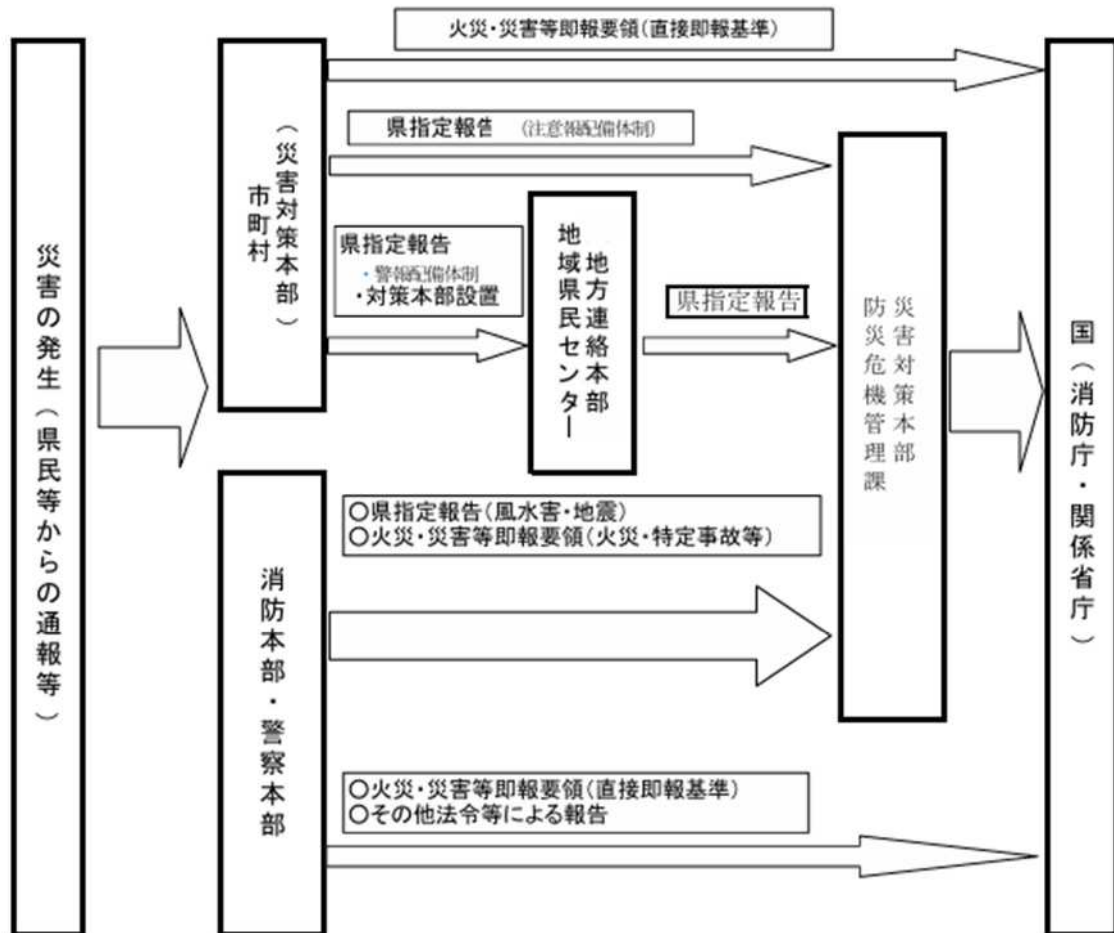 火災・災害等即報要領(直接即報基準)
災害の発生(県民等からの通報等)
(災害対策本部)
市町村
県指定報告 (注意報配備体制)
県指定報告
・警報配備体制
・対策本部設置
地方連絡本部
地域県民センター
県指定報告
災害対策本部
防災危機管理課
国(消防庁・関係省庁)
消防本部・警察本部
○県指定報告(風水害・地震)
○火災・災害等即報要領(火災・特定事故等)
○火災・災害等即報要領(直接即報基準)
○その他法令等による報告